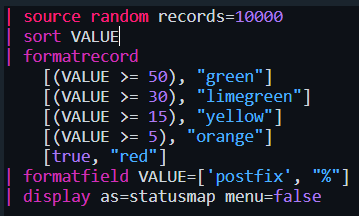 | source random records=10000
| sort VALUE
| formatrecord
[(VALUE >= 50), "green"]
[(VALUE >= 30), "limegreen"]
[(VALUE >= 15), "yellow"]
[(VALUE >= 5), "orange"]
[true, "red"]
| formatfield VALUE=['postfix', "%"]
| display as=statusmap menu=false